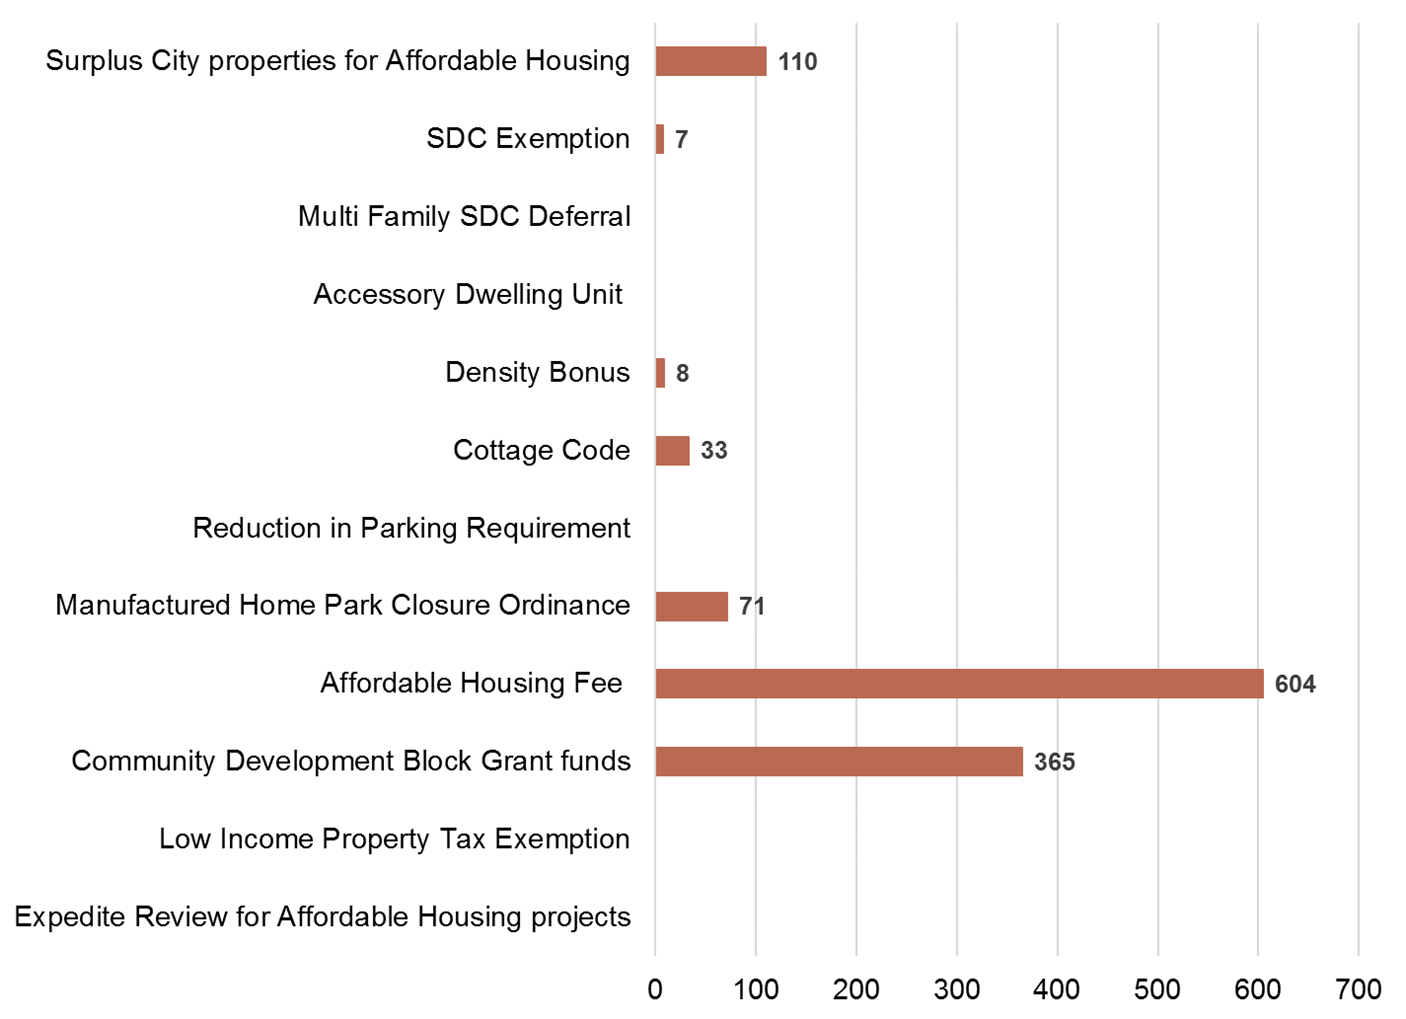 Surplus City properties for Affordable Housing 110
SDC Exemption 7
Multi Family SDC Deferral
Accessory Dwelling Unit
Density Bonus 8
Cottage Code 33
Reduction in Parking Requirement
Manufactured Home Park Closure Ordinance 71
Affordable Housing Fee 604
Community Development Block Grant funds 365
Low Income Property Tax Exemption
Expedite Review for Affordable Housing projects
0 100 200 300 400 500 600 700